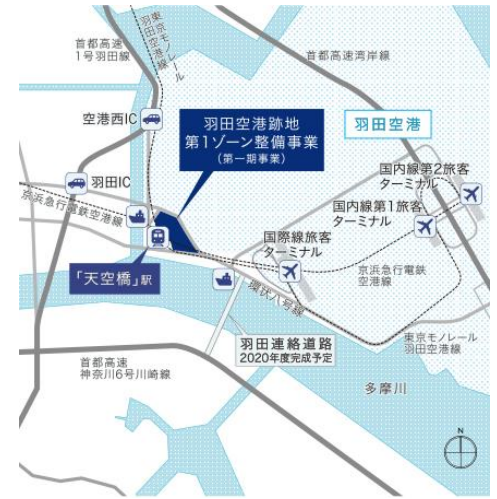 東京モノレール
羽田空港線
首都高速
1号羽田線
首都高速湾岸線
空港西IC
羽田空港跡地
第1ゾーン整備事業
（第一期事業）
羽田空港
羽田IC
国内線第2旅客
ターミナル
国内線第1旅客
ターミナル
京浜急行電鉄空港線
国際線旅客
ターミナル
「天空橋」駅
京浜急行電鉄
空港線
環状八号線
羽田連絡道路
2020年度完成予定
東京モノレール
羽田空港線
首都高速
神奈川6号川崎線
多摩川
N